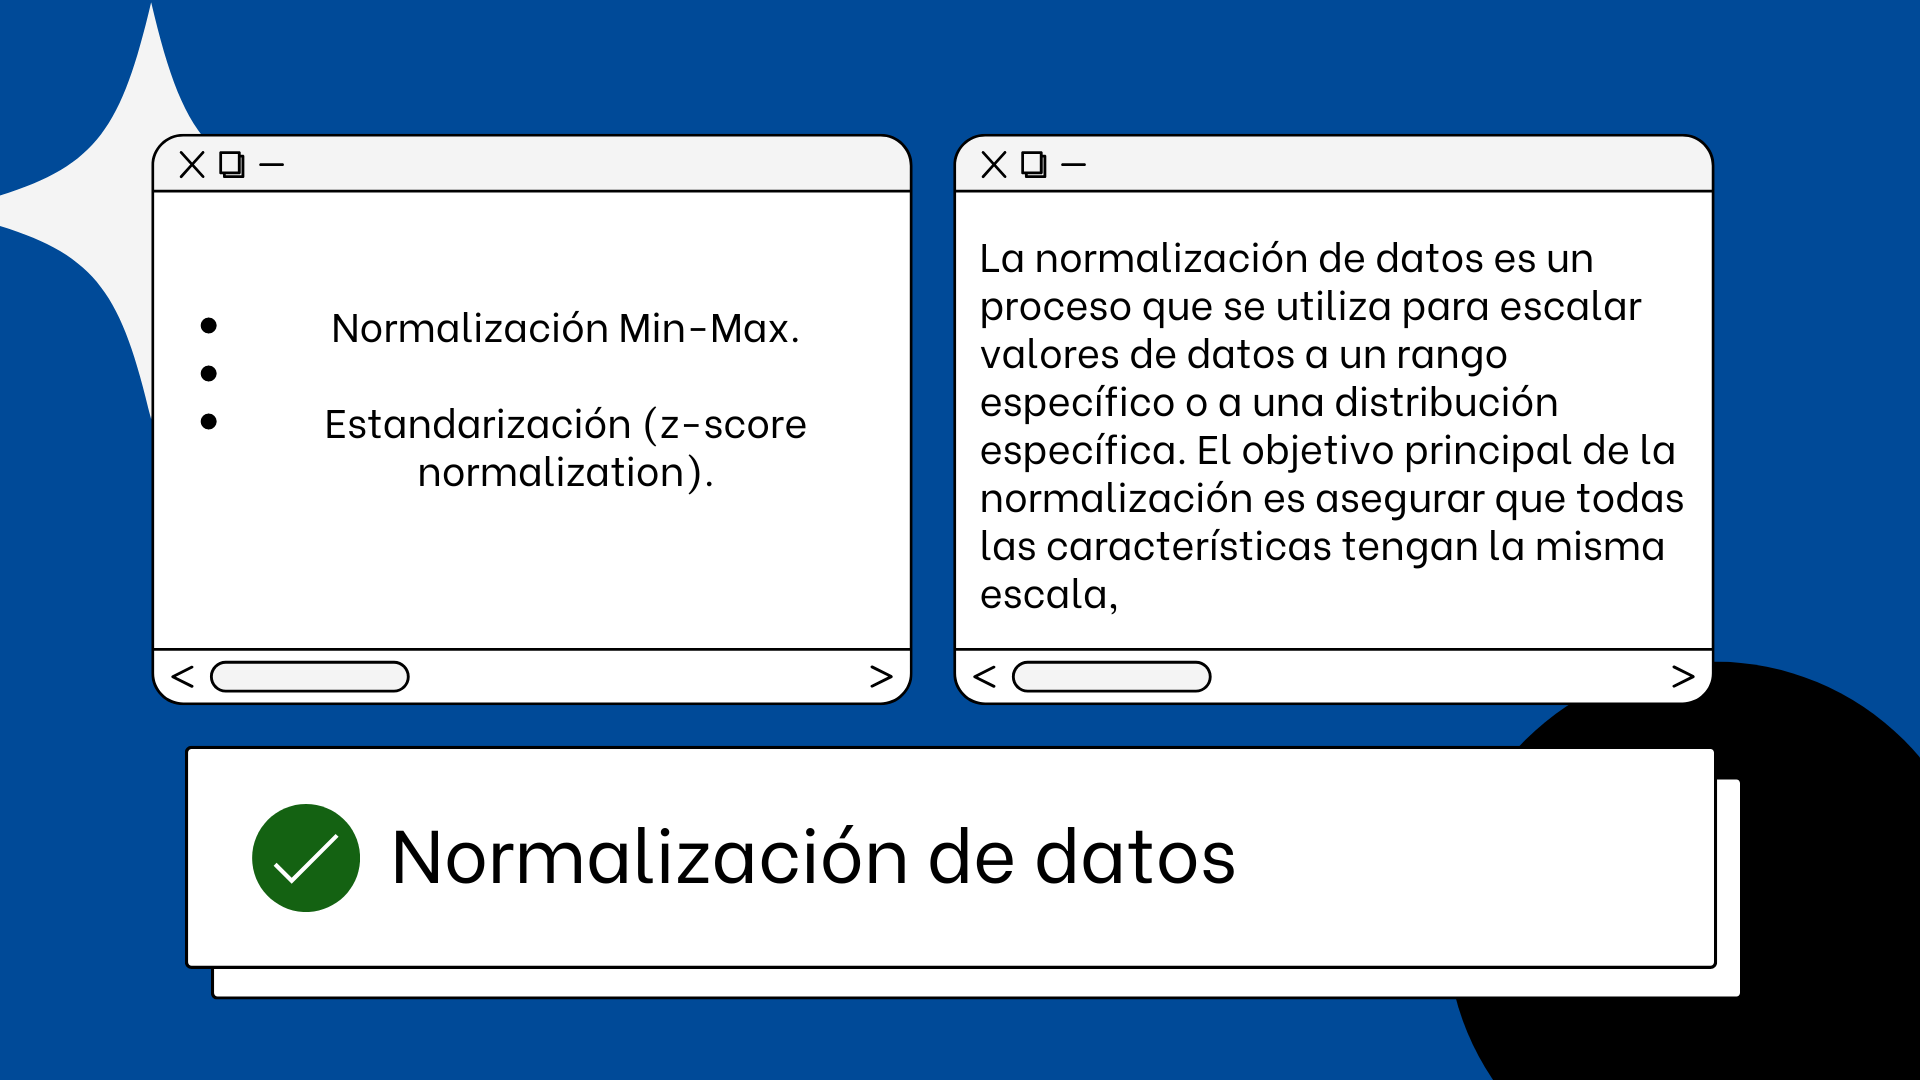 Normalización Min-Max.
Estandarización (z-score
normalization).
La normalización de datos es un
proceso que se utiliza para escalar
valores de datos a un rango
específico o a una distribución
específica. El objetivo principal de la
normalización es asegurar que todas
las características tengan la misma
escala,
Normalización de datos